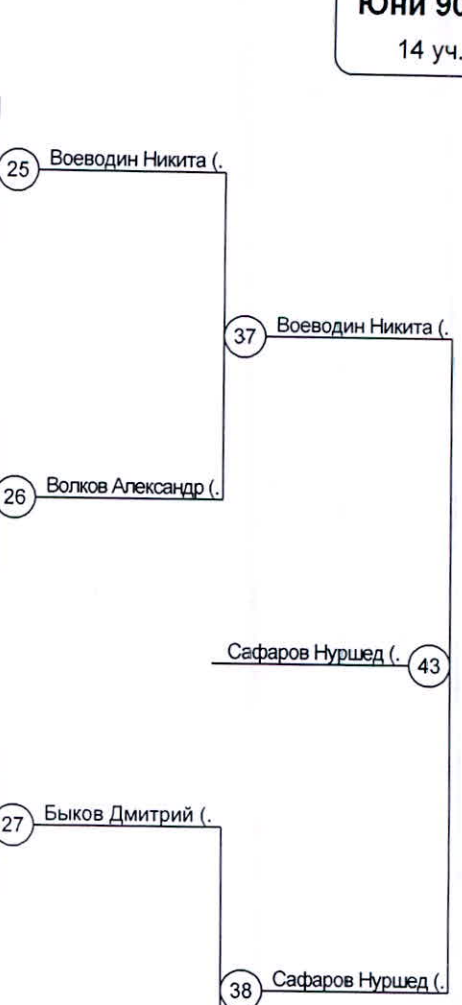 Юни 90
14 уч.
25 Воеводин Никита (.
37 Воеводин Никита (.
26 Волков Александр (.
Сафаров Нуршед (. 43
27 Быков Дмитрий (.
38 Сафаров Нуршед (.